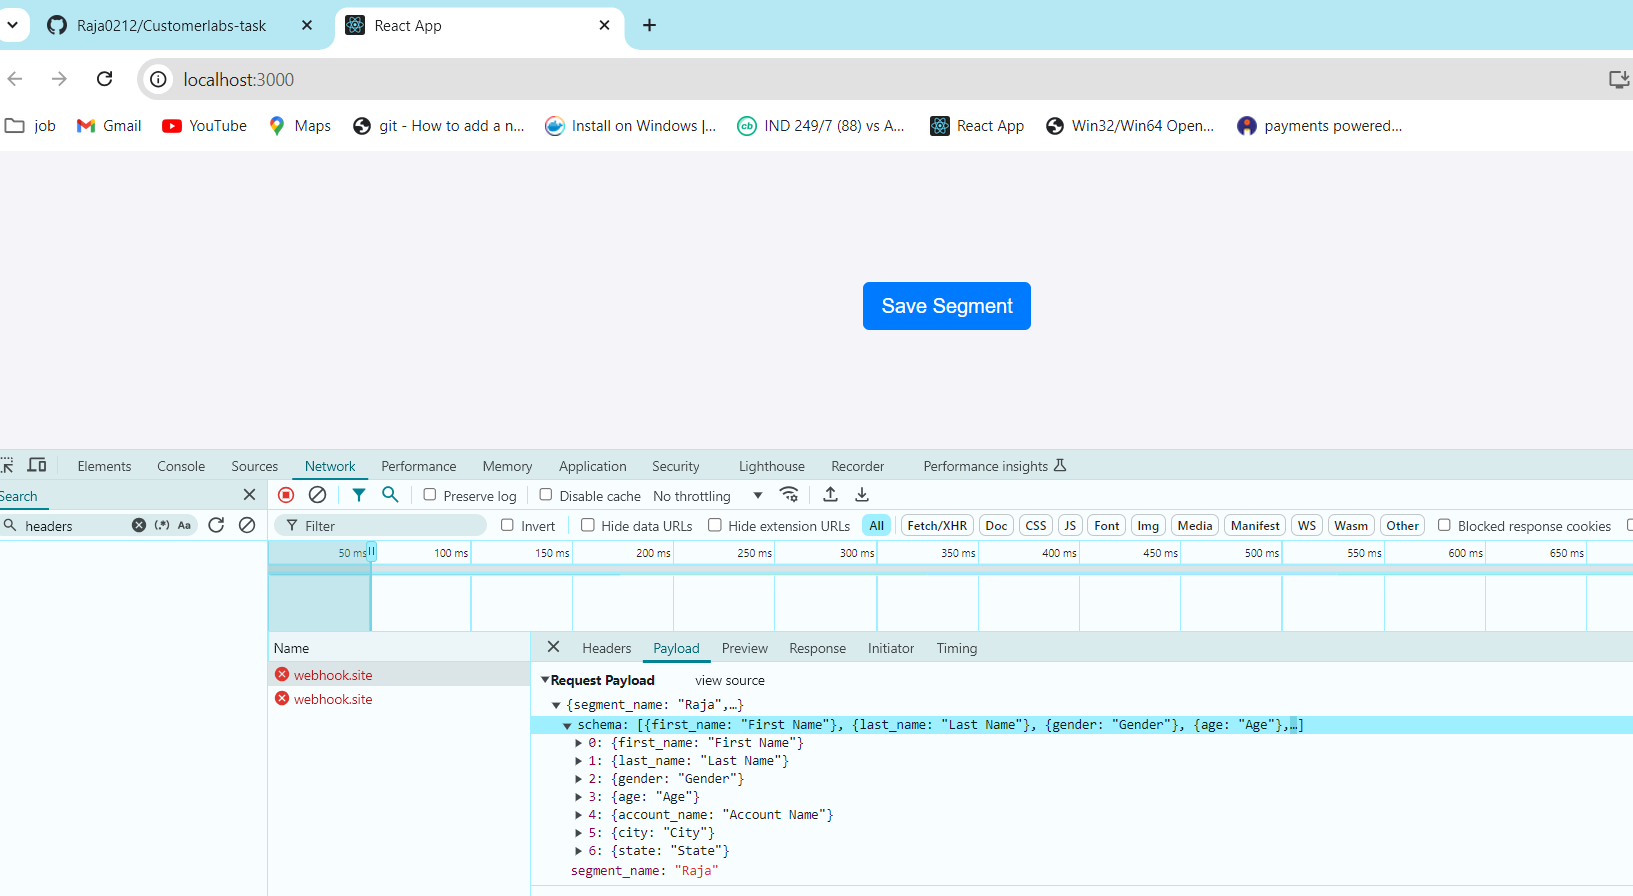 Raja0212/Customerlabs-task
React App
localhost:3000
job Gmail YouTube Maps git - How to add a n... Install on Windows |... IND 249/7 (88) vs A... React App Win32/Win64 Open... payments powered...
Save Segment
Elements Console Sources Network Performance Memory Application Security Lighthouse Recorder Performance insights
Search
Preserve log Disable cache No throttling
headers (.*) Aa
Filter Invert Hide data URLs Hide extension URLs All Fetch/XHR Doc CSS JS Font Img Media Manifest WS Wasm Other Blocked response cookies
50 ms 100 ms 150 ms 200 ms 250 ms 300 ms 350 ms 400 ms 450 ms 500 ms 550 ms 600 ms 650 ms
Name
Headers Payload Preview Response Initiator Timing
webhook.site
webhook.site
Request Payload view source
{segment_name: "Raja",…}
schema: [{first_name: "First Name"}, {last_name: "Last Name"}, {gender: "Gender"}, {age: "Age"},…]
0: {first_name: "First Name"}
1: {last_name: "Last Name"}
2: {gender: "Gender"}
3: {age: "Age"}
4: {account_name: "Account Name"}
5: {city: "City"}
6: {state: "State"}
segment_name: "Raja"